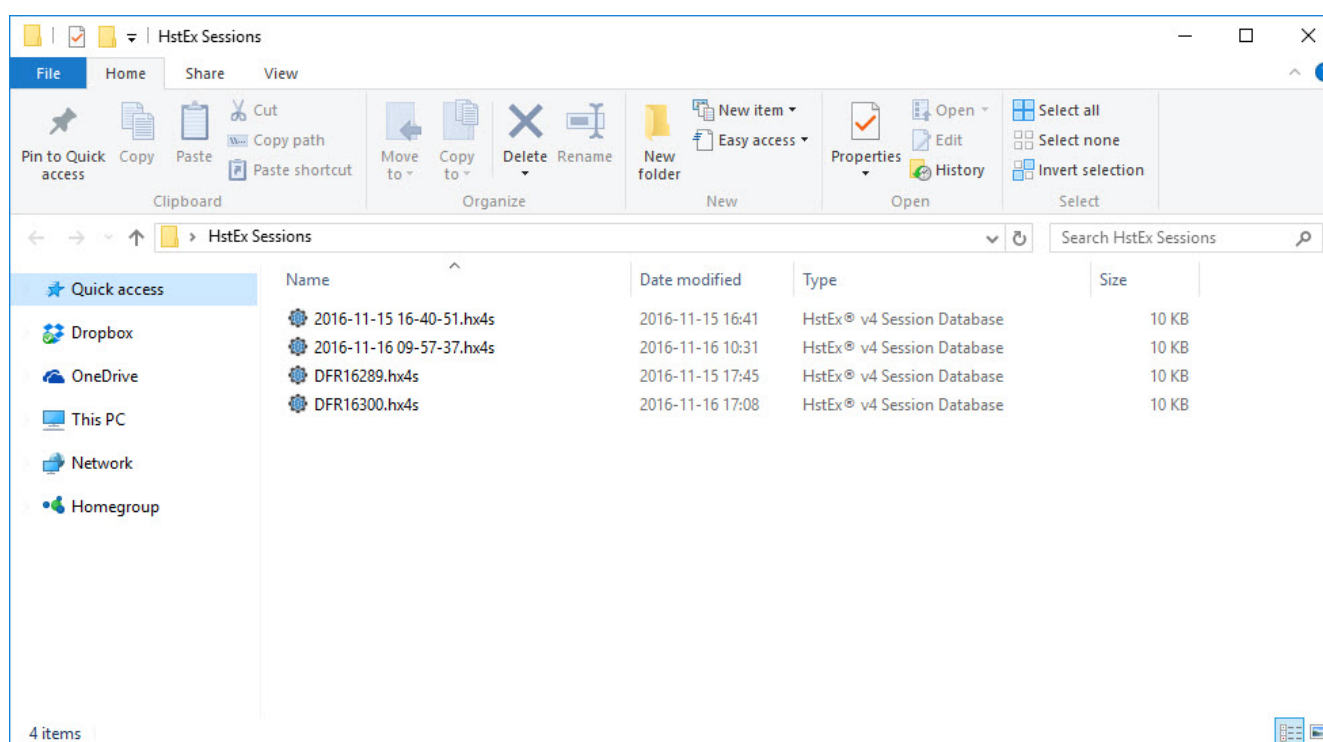 HstEx Sessions
File Home Share View
Pin to Quick access
Copy
Paste
Cut
Copy path
Paste shortcut
Clipboard
Move to
Copy to
Delete
Rename
Organize
New folder
New item
Easy access
New
Properties
Open
Edit
History
Open
Select all
Select none
Invert selection
Select
HstEx Sessions
Search HstEx Sessions
Quick access
Dropbox
OneDrive
This PC
Network
Homegroup
Name Date modified Type Size
2016-11-15 16-40-51.hx4s 2016-11-15 16:41 HstEx® v4 Session Database 10 KB
2016-11-16 09-57-37.hx4s 2016-11-16 10:31 HstEx® v4 Session Database 10 KB
DFR16289.hx4s 2016-11-15 17:45 HstEx® v4 Session Database 10 KB
DFR16300.hx4s 2016-11-16 17:08 HstEx® v4 Session Database 10 KB
4 items